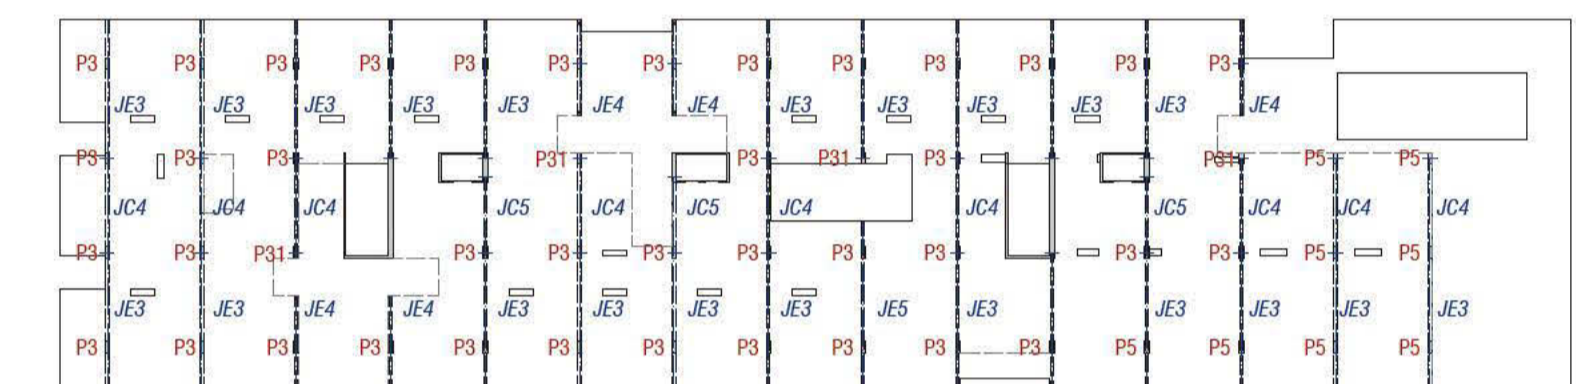 P3 P3 P3 P3 P3 P3 P3 P3 P3 P3 P3 P3 P3
JE3 JE3 JE3 JE3 JE3 JE4 JE4 JE3 JE3 JE3 JE3 JE3 JE4
P3 P3 P3 P31 P3 P31 P3 P31 P5 P5
JC4 JC4 JC4 JC5 JC4 JC5 JC4 JC4 JC5 JC4 JC4 JC4
P3 P3 P31 P3 P3 P3 P3 P3 P3 P3 P3 P5 P5
JE3 JE3 JE4 JE4 JE3 JE3 JE3 JE3 JE5 JE3 JE3 JE3 JE3 JE3
P3 P3 P3 P3 P3 P3 P3 P3 P3 P3 P3 P5 P5 P5 P5